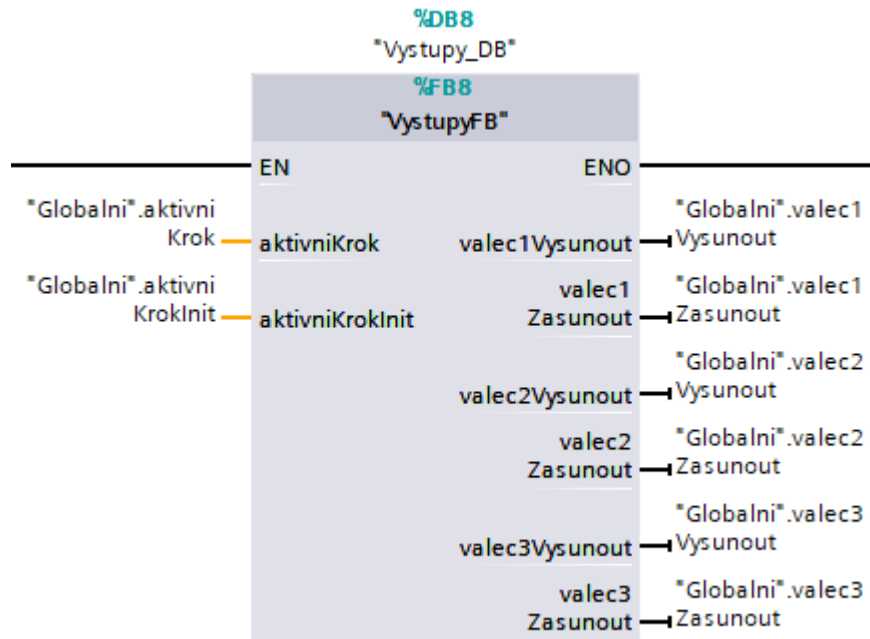 %DB8
"Vystupy_DB"
%FB8
"VystupyFB"
EN ENO
"Globalni".aktivni
Krok
aktivniKrok
valec1Vysunout
"Globalni".valec1
Vysunout
"Globalni".aktivni
KrokInit
aktivniKrokInit
valec1
Zasunout
"Globalni".valec1
Zasunout
valec2Vysunout
"Globalni".valec2
Vysunout
valec2
Zasunout
"Globalni".valec2
Zasunout
valec3Vysunout
"Globalni".valec3
Vysunout
valec3
Zasunout
"Globalni".valec3
Zasunout